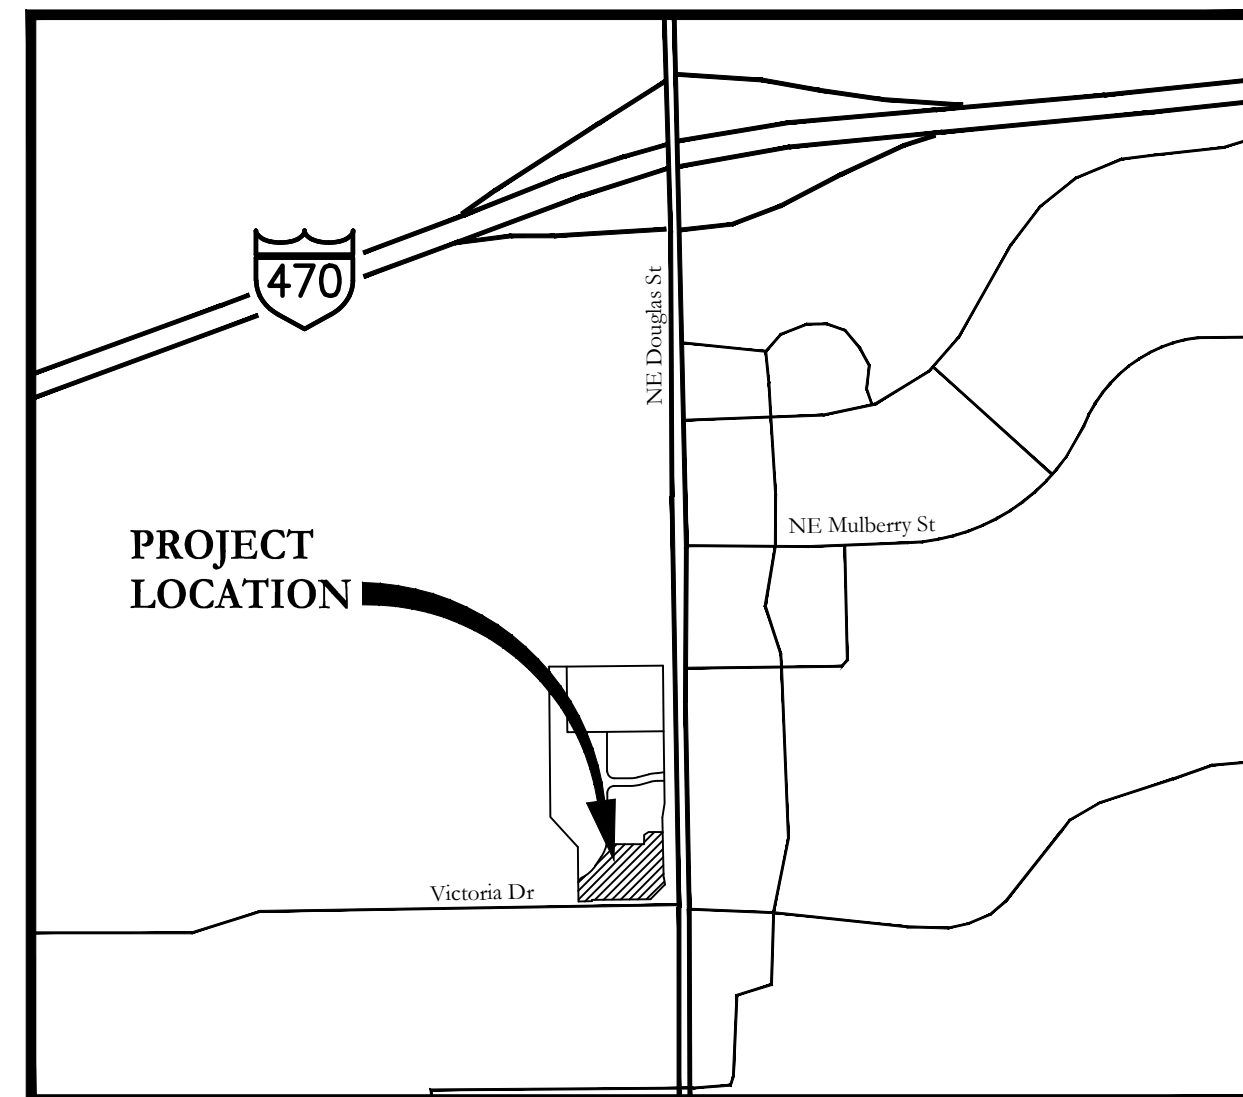 470
NE Douglas St
NE Mulberry St
PROJECT
LOCATION
Victoria Dr